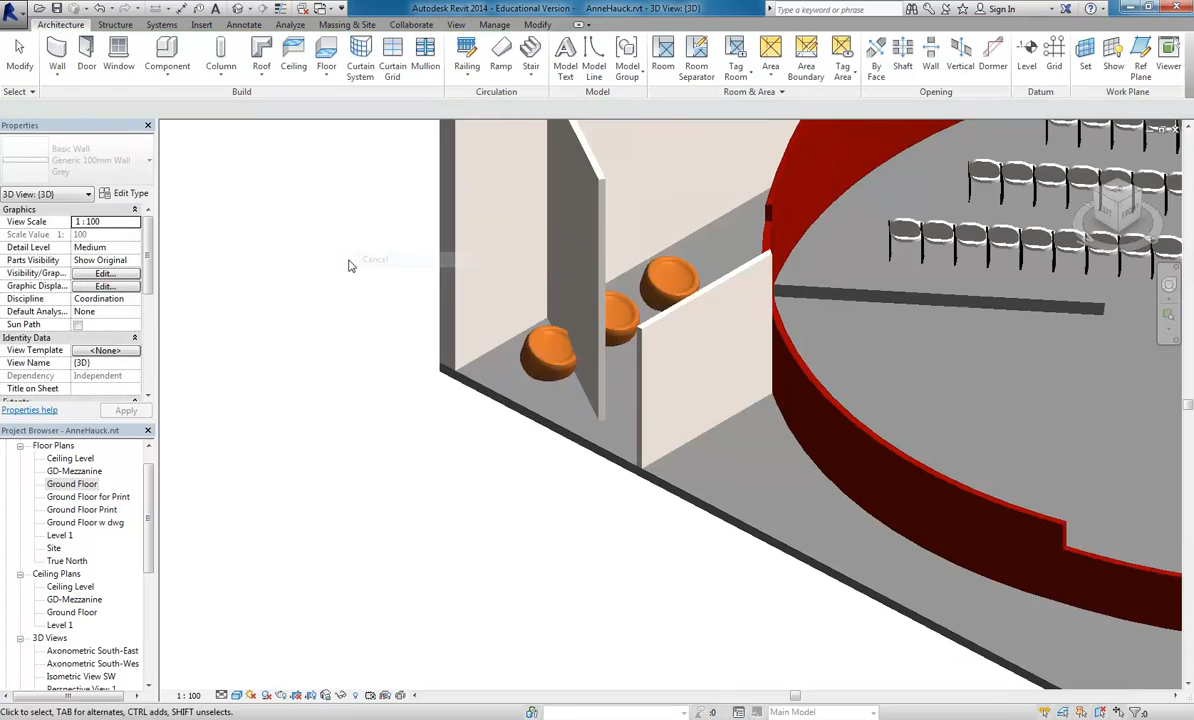 Autodesk Revit 2014 - Educational Version - AnneHauck.rvt - 3D View: {3D}
Type a keyword or phrase
Sign In
Architecture Structure Systems Insert Annotate Analyze Massing & Site Collaborate View Manage Modify
Modify Wall Door Window Component Column Roof Ceiling Floor Curtain System Curtain Grid Mullion Railing Ramp Stair Model Text Model Line Model Group Room Room Separator Tag Room Area Area Boundary Tag Area By Face Shaft Wall Vertical Dormer Level Grid Set Show Ref Plane Viewer
Select Build Circulation Model Room & Area Opening Datum Work Plane
Properties
Basic Wall
Generic 100mm Wall
Grey
3D View: {3D} Edit Type
Graphics
View Scale 1 : 100
Scale Value 1: 100
Detail Level Medium
Parts Visibility Show Original
Visibility/Grap... Edit...
Graphic Displa... Edit...
Discipline Coordination
Default Analys... None
Sun Path
Identity Data
View Template <None>
View Name {3D}
Dependency Independent
Title on Sheet
Properties help Apply
Cancel
Project Browser - AnneHauck.rvt
Floor Plans
Ceiling Level
GD-Mezzanine
Ground Floor
Ground Floor for Print
Ground Floor Print
Ground Floor w dwg
Level 1
Site
True North
Ceiling Plans
Ceiling Level
GD-Mezzanine
Ground Floor
Level 1
3D Views
Axonometric South-East
Axonometric South-Wes
Isometric View SW
Perspective View 1
1 : 100
Click to select, TAB for alternates, CTRL adds, SHIFT unselects.
:0 Main Model :0